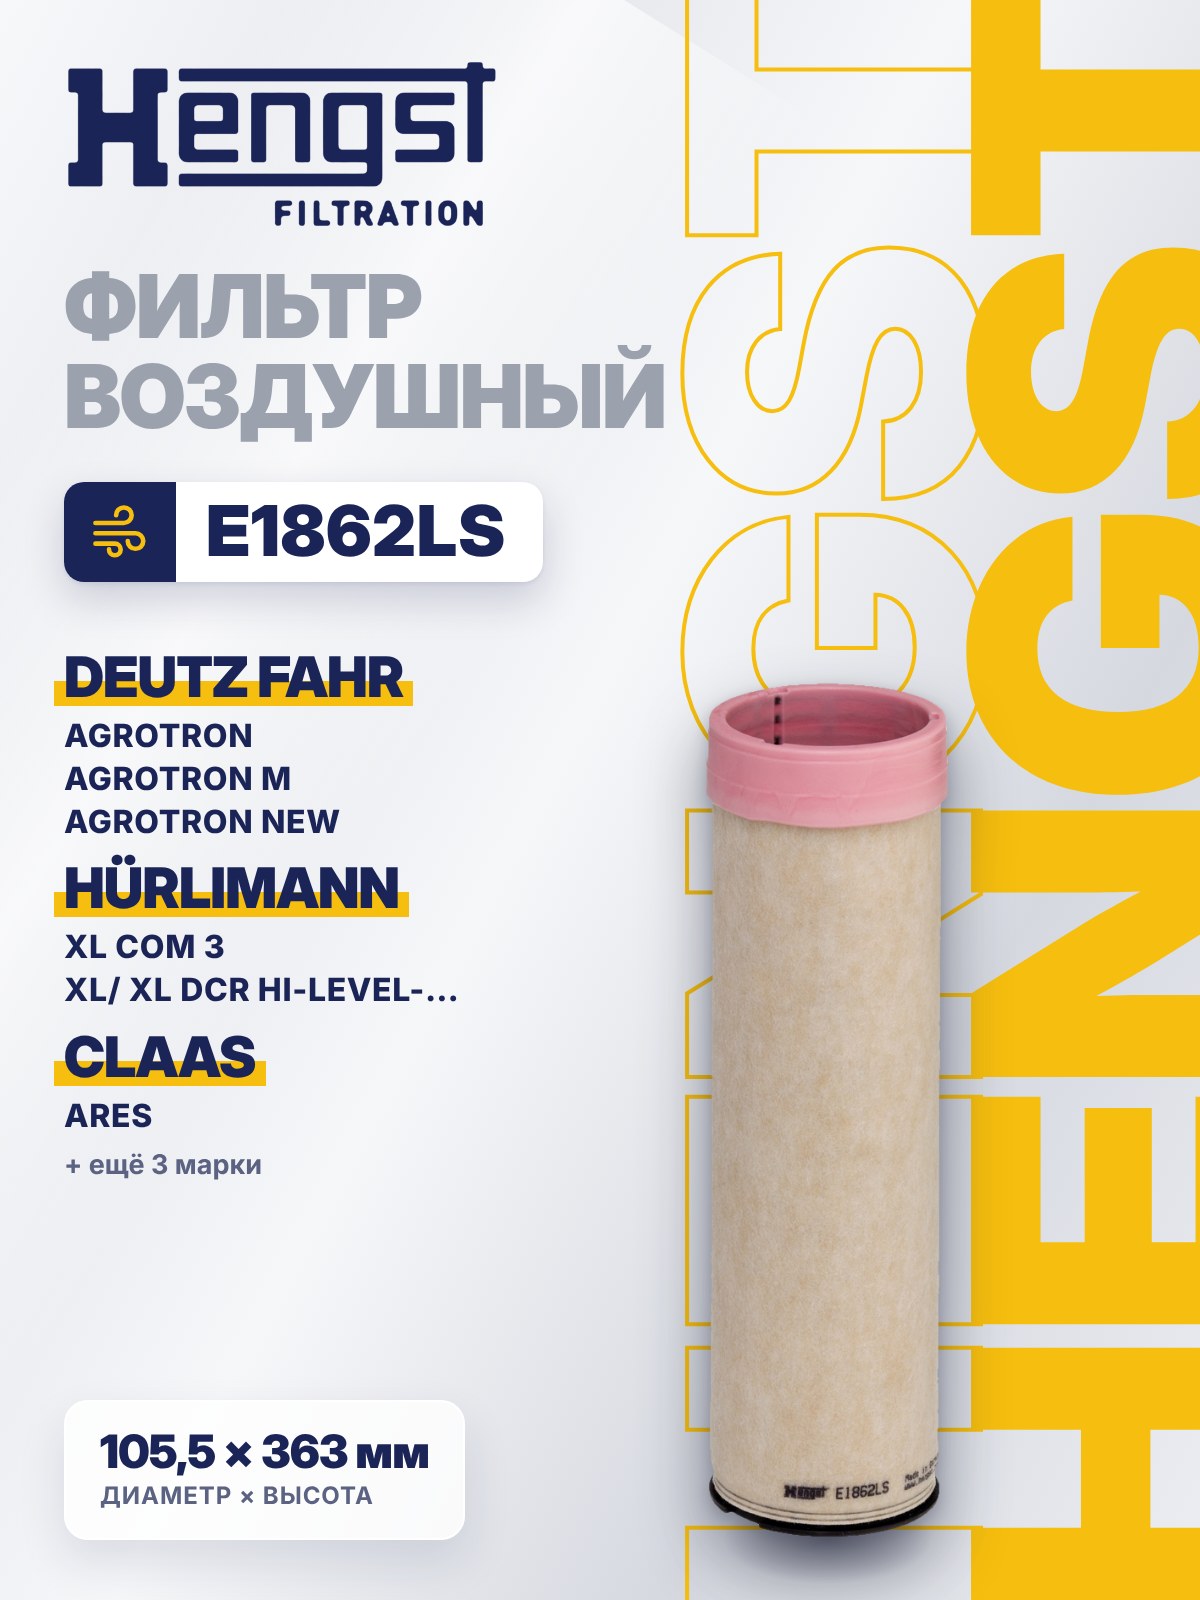 Hengst
FILTRATION
ФИЛЬТР
ВОЗДУШНЫЙ
E1862LS
DEUTZ FAHR
AGROTRON
AGROTRON M
AGROTRON NEW
HÜRLIMANN
XL COM 3
XL/ XL DCR HI-LEVEL-...
CLAAS
ARES
+ ещё 3 марки
105,5 × 363 мм
ДИАМЕТР × ВЫСОТА
HENGST
HENGST
Hengst E1862LS